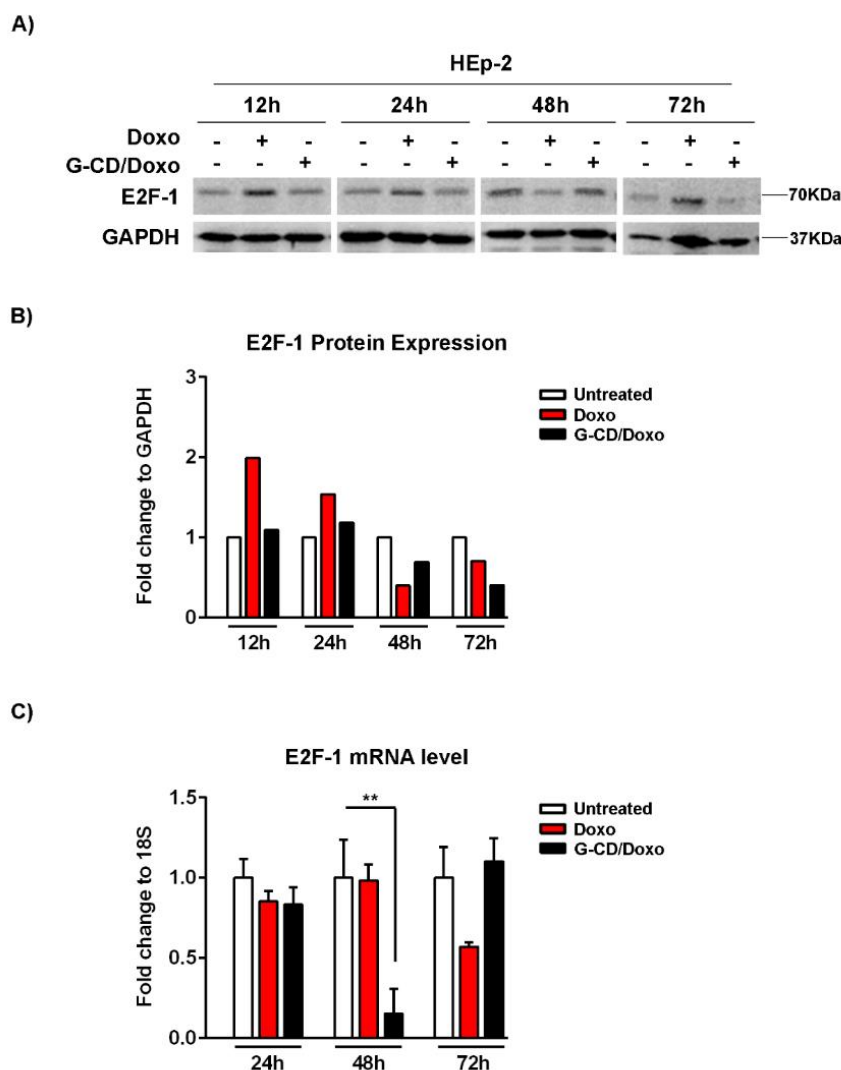 A)
HEp-2
12h 24h 48h 72h
Doxo - + - - + - - + - - + -
G-CD/Doxo - - + - - + - - + - - +
E2F-1 70KDa
GAPDH 37KDa
B)
E2F-1 Protein Expression
Fold change to GAPDH
3
2
1
0
12h 24h 48h 72h
Untreated
Doxo
G-CD/Doxo
C)
E2F-1 mRNA level
Fold change to 18S
1.5
1.0
0.5
0.0
**
24h 48h 72h
Untreated
Doxo
G-CD/Doxo